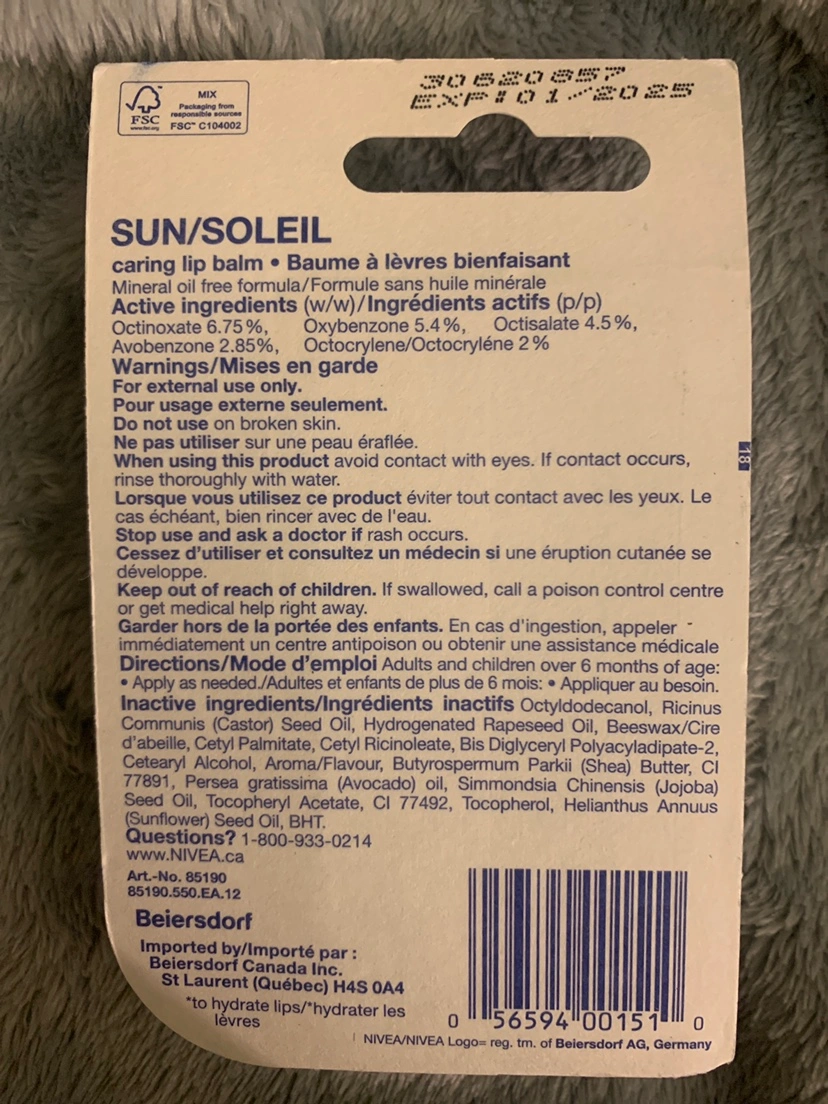 30620857
EXP:01/2025
MIX
Packaging from
responsible sources
FSC™ C104002
FSC
www.fsc.org
SUN/SOLEIL
caring lip balm • Baume à lèvres bienfaisant
Mineral oil free formula/Formule sans huile minérale
Active ingredients (w/w)/Ingrédients actifs (p/p)
Octinoxate 6.75%, Oxybenzone 5.4%, Octisalate 4.5%,
Avobenzone 2.85%, Octocrylene/Octocryléne 2%
Warnings/Mises en garde
For external use only.
Pour usage externe seulement.
Do not use on broken skin.
Ne pas utiliser sur une peau éraflée.
When using this product avoid contact with eyes. If contact occurs,
rinse thoroughly with water.
Lorsque vous utilisez ce product éviter tout contact avec les yeux. Le
cas échéant, bien rincer avec de l'eau.
Stop use and ask a doctor if rash occurs.
Cessez d'utiliser et consultez un médecin si une éruption cutanée se
développe.
Keep out of reach of children. If swallowed, call a poison control centre
or get medical help right away.
Garder hors de la portée des enfants. En cas d'ingestion, appeler
immédiatement un centre antipoison ou obtenir une assistance médicale
Directions/Mode d'emploi Adults and children over 6 months of age:
• Apply as needed./Adultes et enfants de plus de 6 mois: • Appliquer au besoin.
Inactive ingredients/Ingrédients inactifs Octyldodecanol, Ricinus
Communis (Castor) Seed Oil, Hydrogenated Rapeseed Oil, Beeswax/Cire
d'abeille, Cetyl Palmitate, Cetyl Ricinoleate, Bis Diglyceryl Polyacyladipate-2,
Cetearyl Alcohol, Aroma/Flavour, Butyrospermum Parkii (Shea) Butter, CI
77891, Persea gratissima (Avocado) oil, Simmondsia Chinensis (Jojoba)
Seed Oil, Tocopheryl Acetate, CI 77492, Tocopherol, Helianthus Annuus
(Sunflower) Seed Oil, BHT.
Questions? 1-800-933-0214
www.NIVEA.ca
Art.-No. 85190
85190.550.EA.12
Beiersdorf
Imported by/Importé par :
Beiersdorf Canada Inc.
St Laurent (Québec) H4S 0A4
*to hydrate lips/*hydrater les
lèvres
0 56594 00151 0
NIVEA/NIVEA Logo= reg. tm. of Beiersdorf AG, Germany